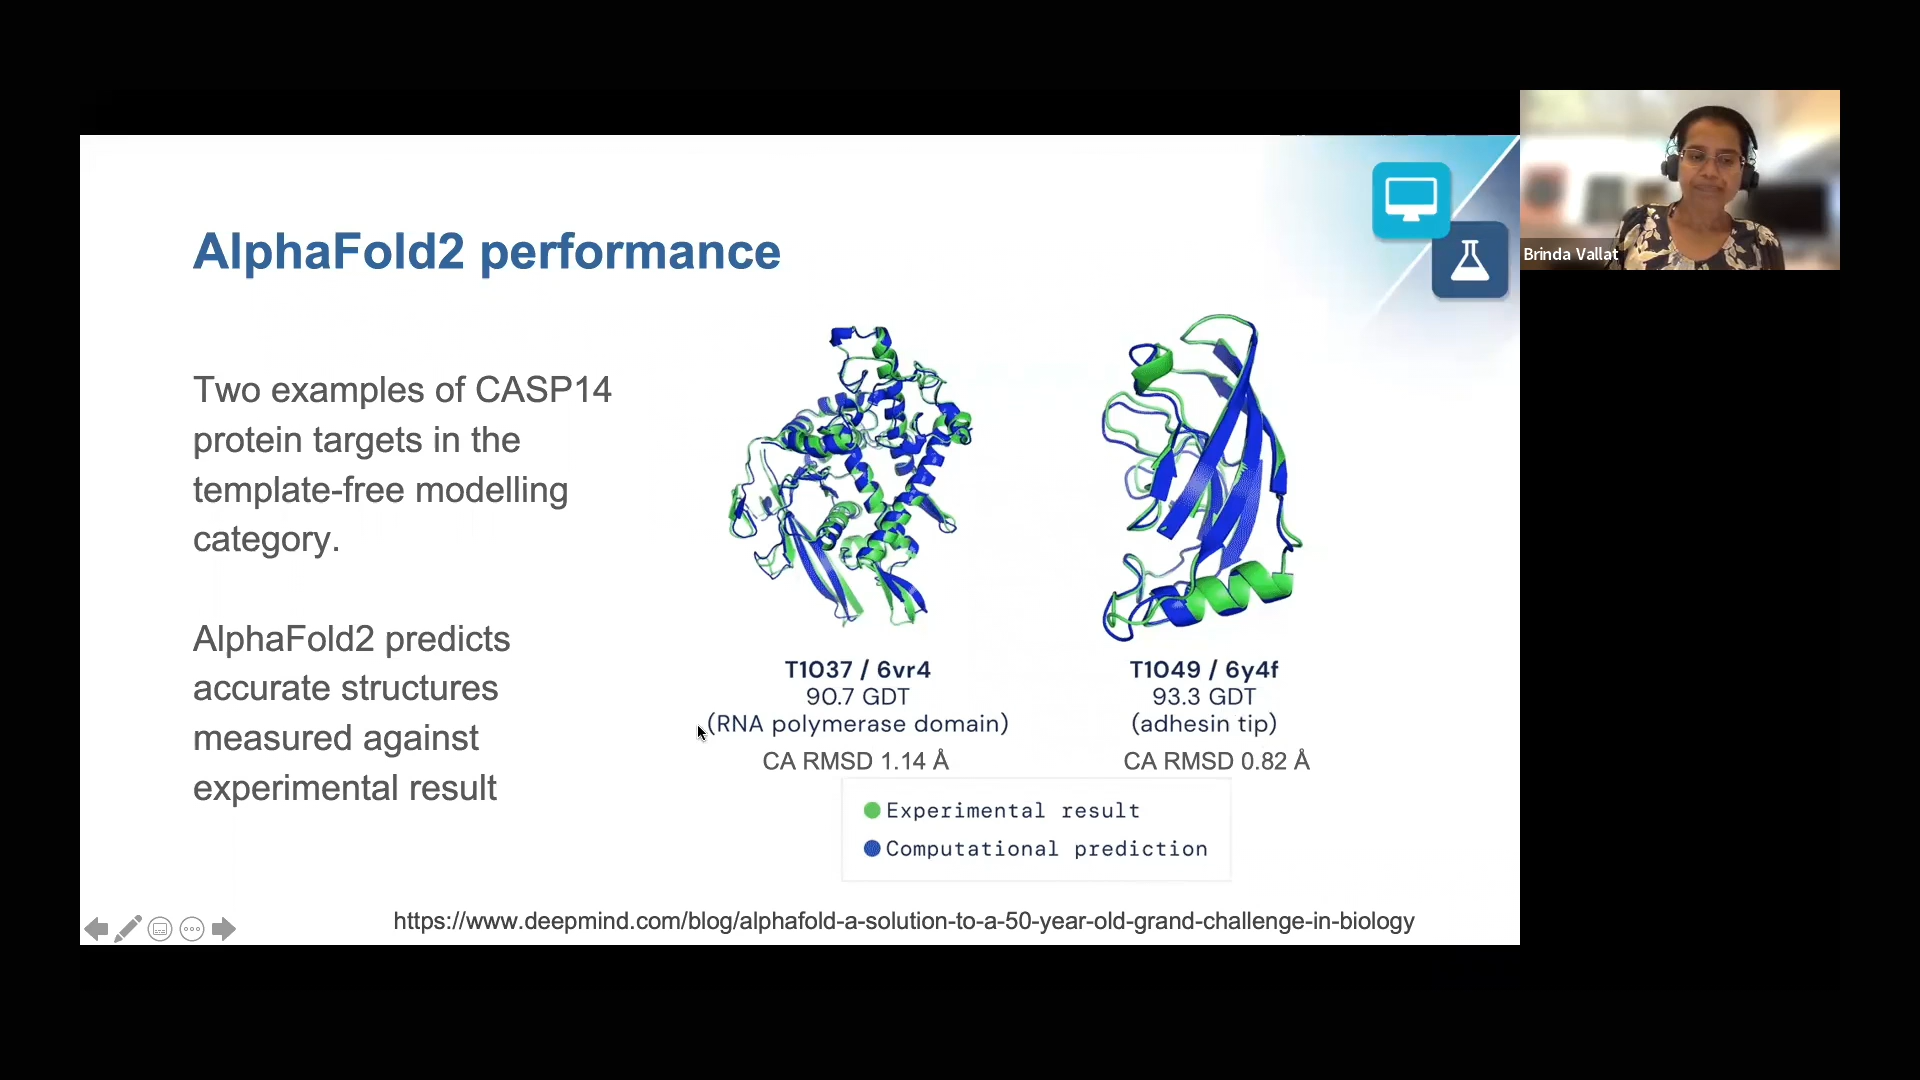 AlphaFold2 performance
Two examples of CASP14
protein targets in the
template-free modelling
category.
AlphaFold2 predicts
accurate structures
measured against
experimental result
T1037 / 6vr4
90.7 GDT
(RNA polymerase domain)
CA RMSD 1.14 Å
T1049 / 6y4f
93.3 GDT
(adhesin tip)
CA RMSD 0.82 Å
Experimental result
Computational prediction
https://www.deepmind.com/blog/alphafold-a-solution-to-a-50-year-old-grand-challenge-in-biology
Brinda Vallat